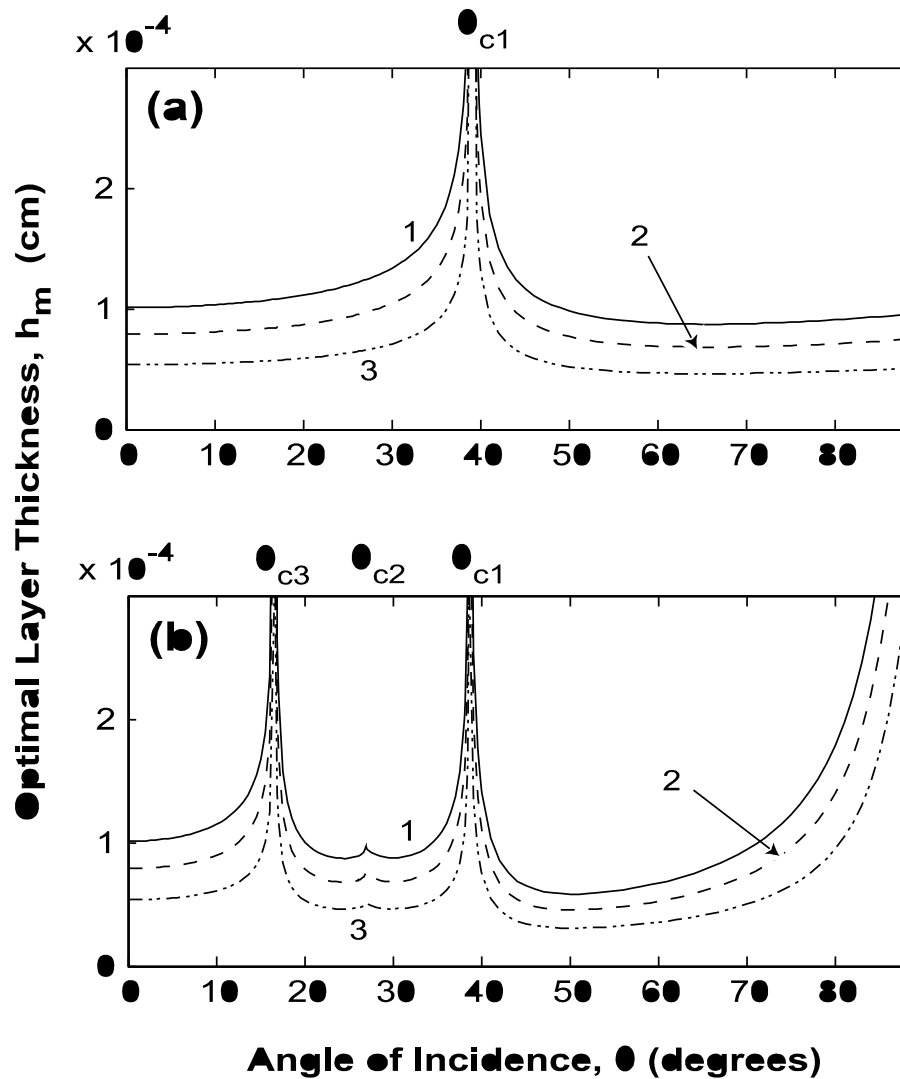 θc1
x 10-4
(a)
2
1
2
1
3
0
0 10 20 30 40 50 60 70 80
Optimal Layer Thickness, hm (cm)
θc3 θc2 θc1
x 10-4
(b)
2
2
1
1
3
0
0 10 20 30 40 50 60 70 80
Angle of Incidence, θ (degrees)